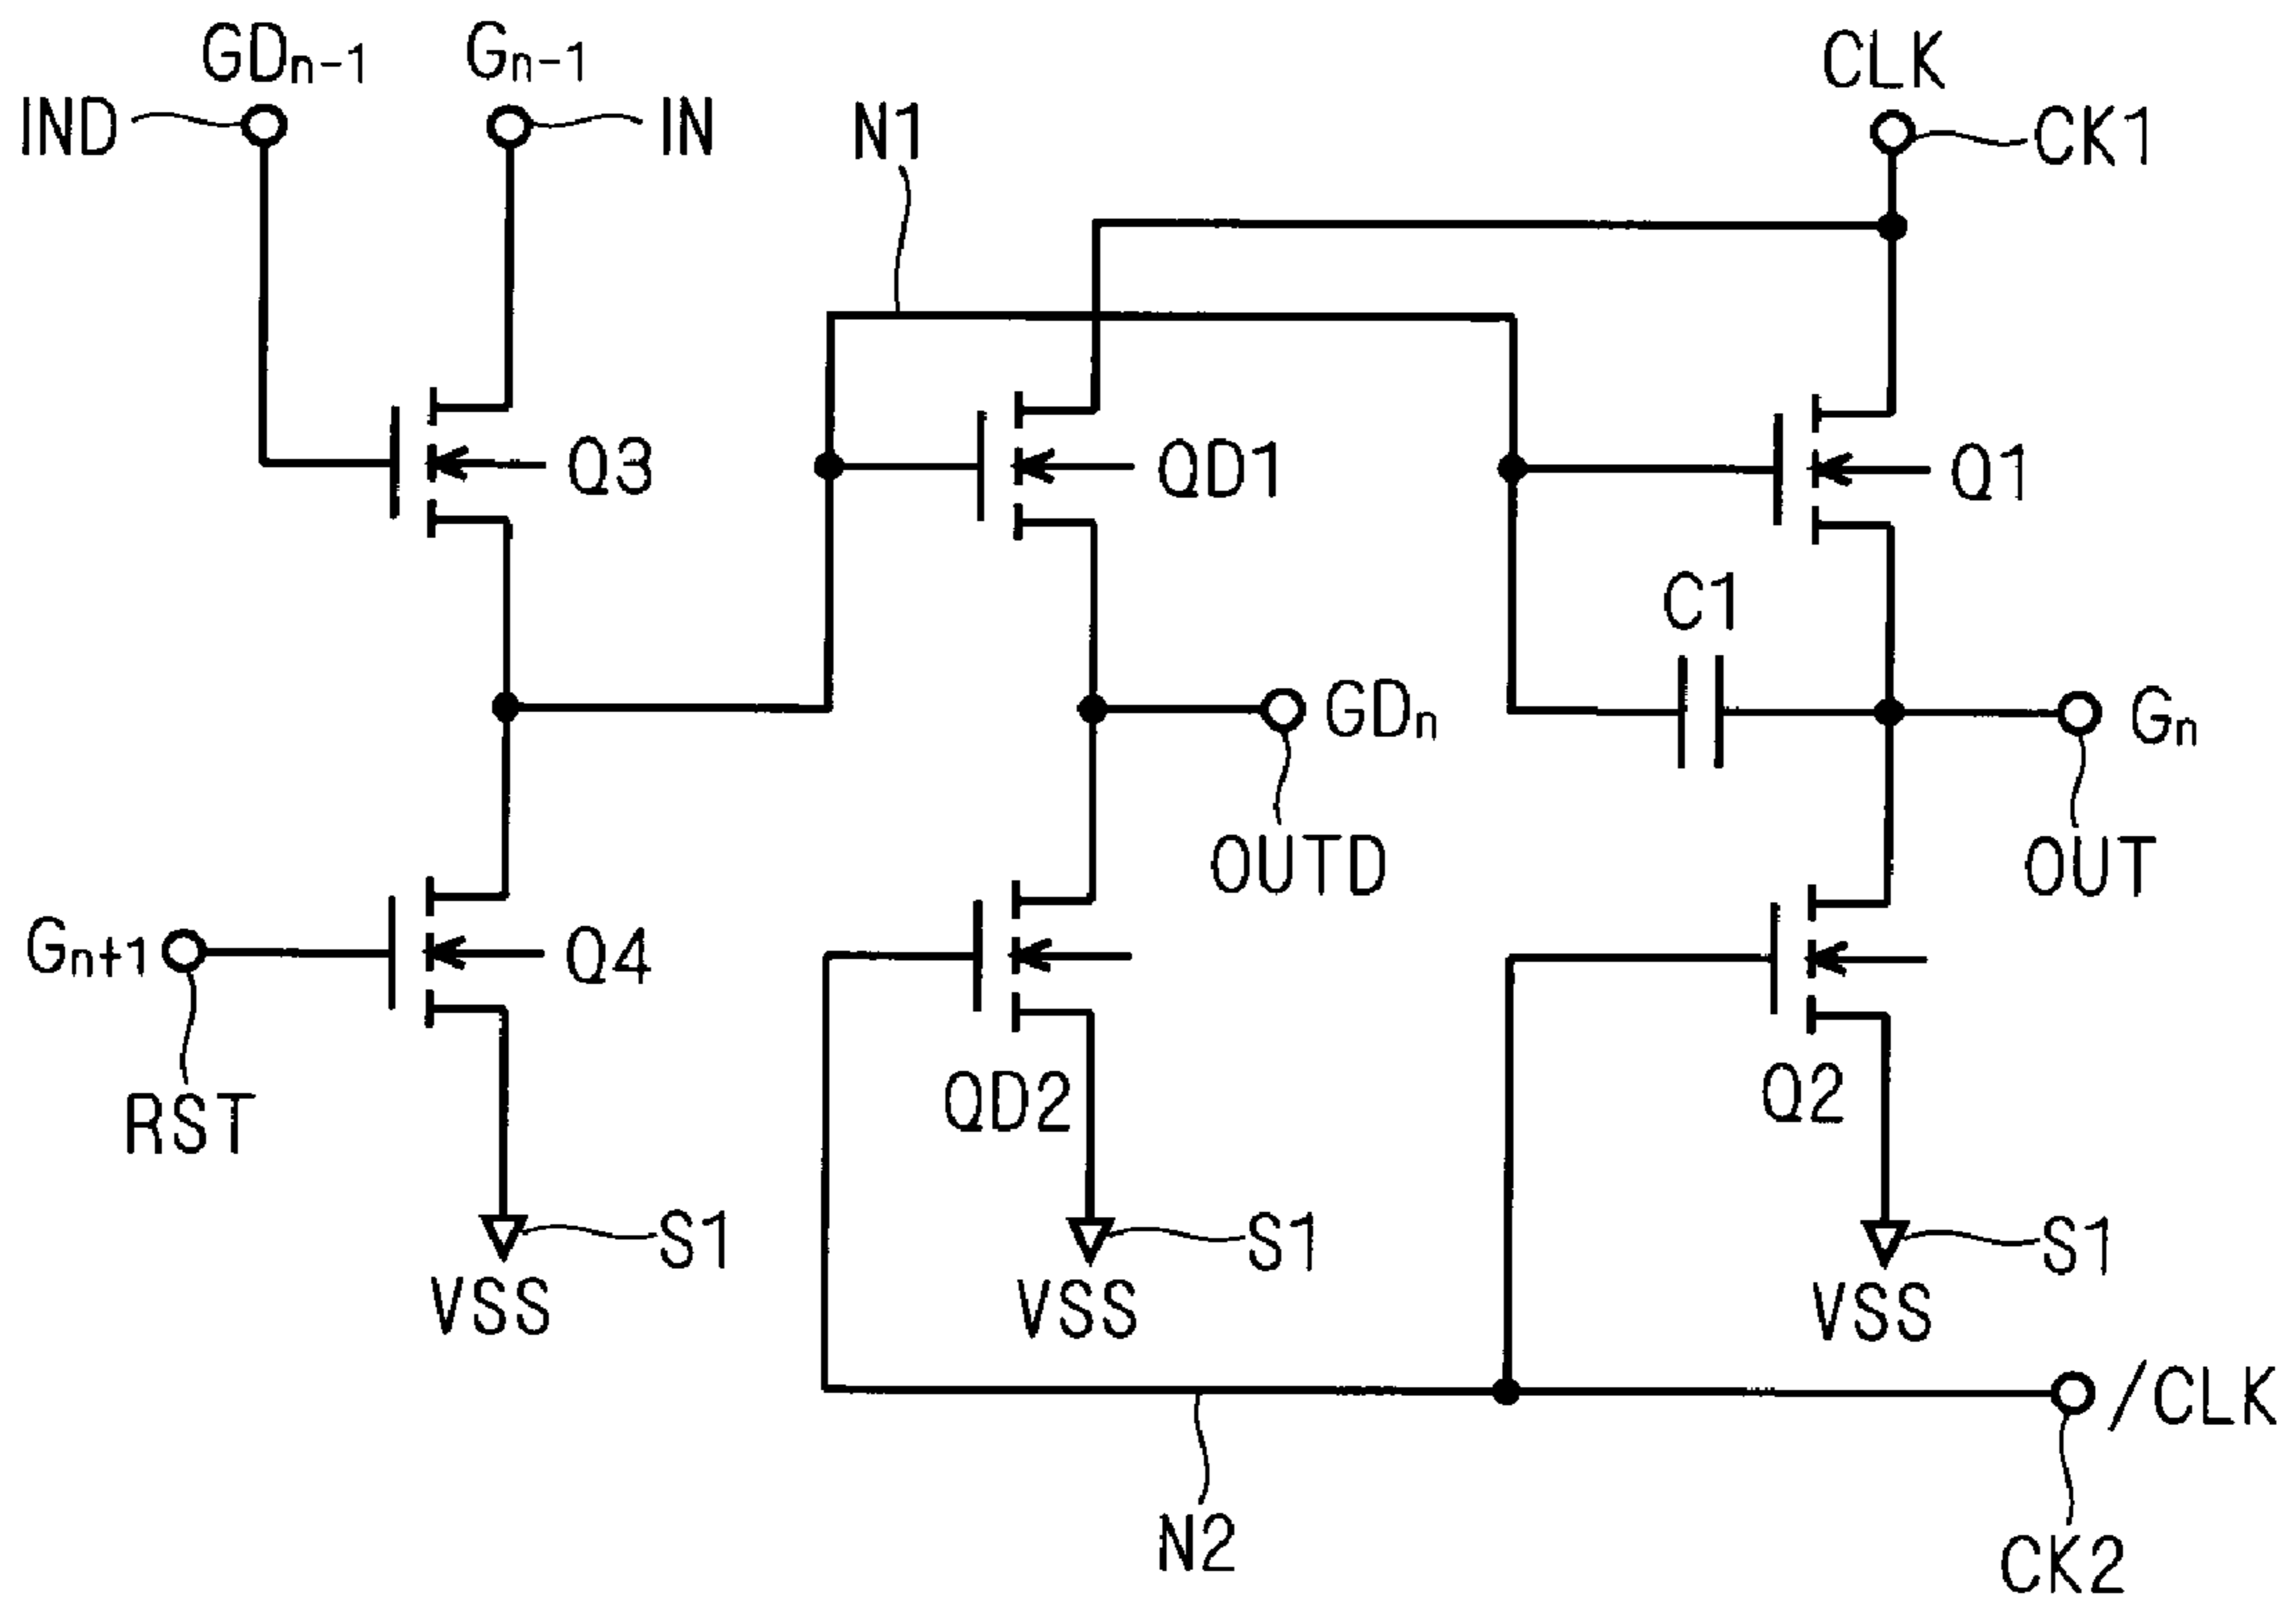 GDn-1
Gn-1
CLK
IND
IN
N1
CK1
Q3
QD1
Q1
C1
GDn
Gn
OUTD
OUT
Gn+1
Q4
RST
QD2
Q2
S1
S1
S1
VSS
VSS
VSS
/CLK
N2
CK2